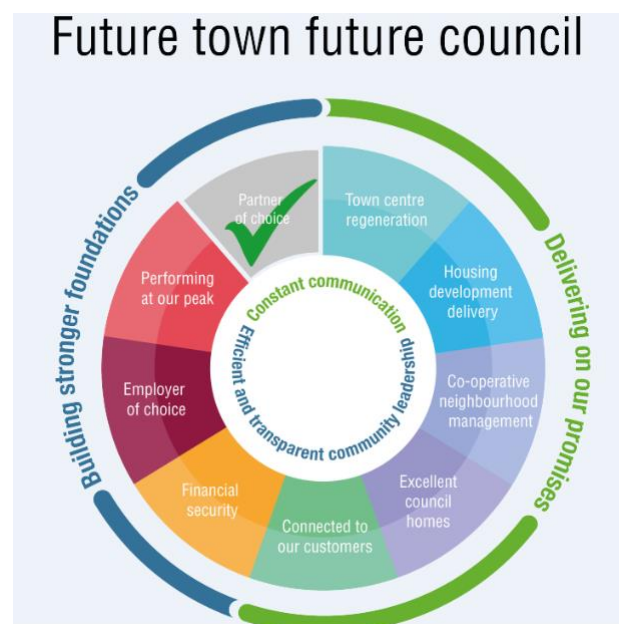 Future town future council
Partner
of choice
Town centre
regeneration
Housing
development
delivery
Co-operative
neighbourhood
management
Excellent
council
homes
Connected to
our customers
Financial
security
Employer
of choice
Performing
at our peak
Constant communication
Efficient and transparent community leadership
Building stronger foundations
Delivering on our promises